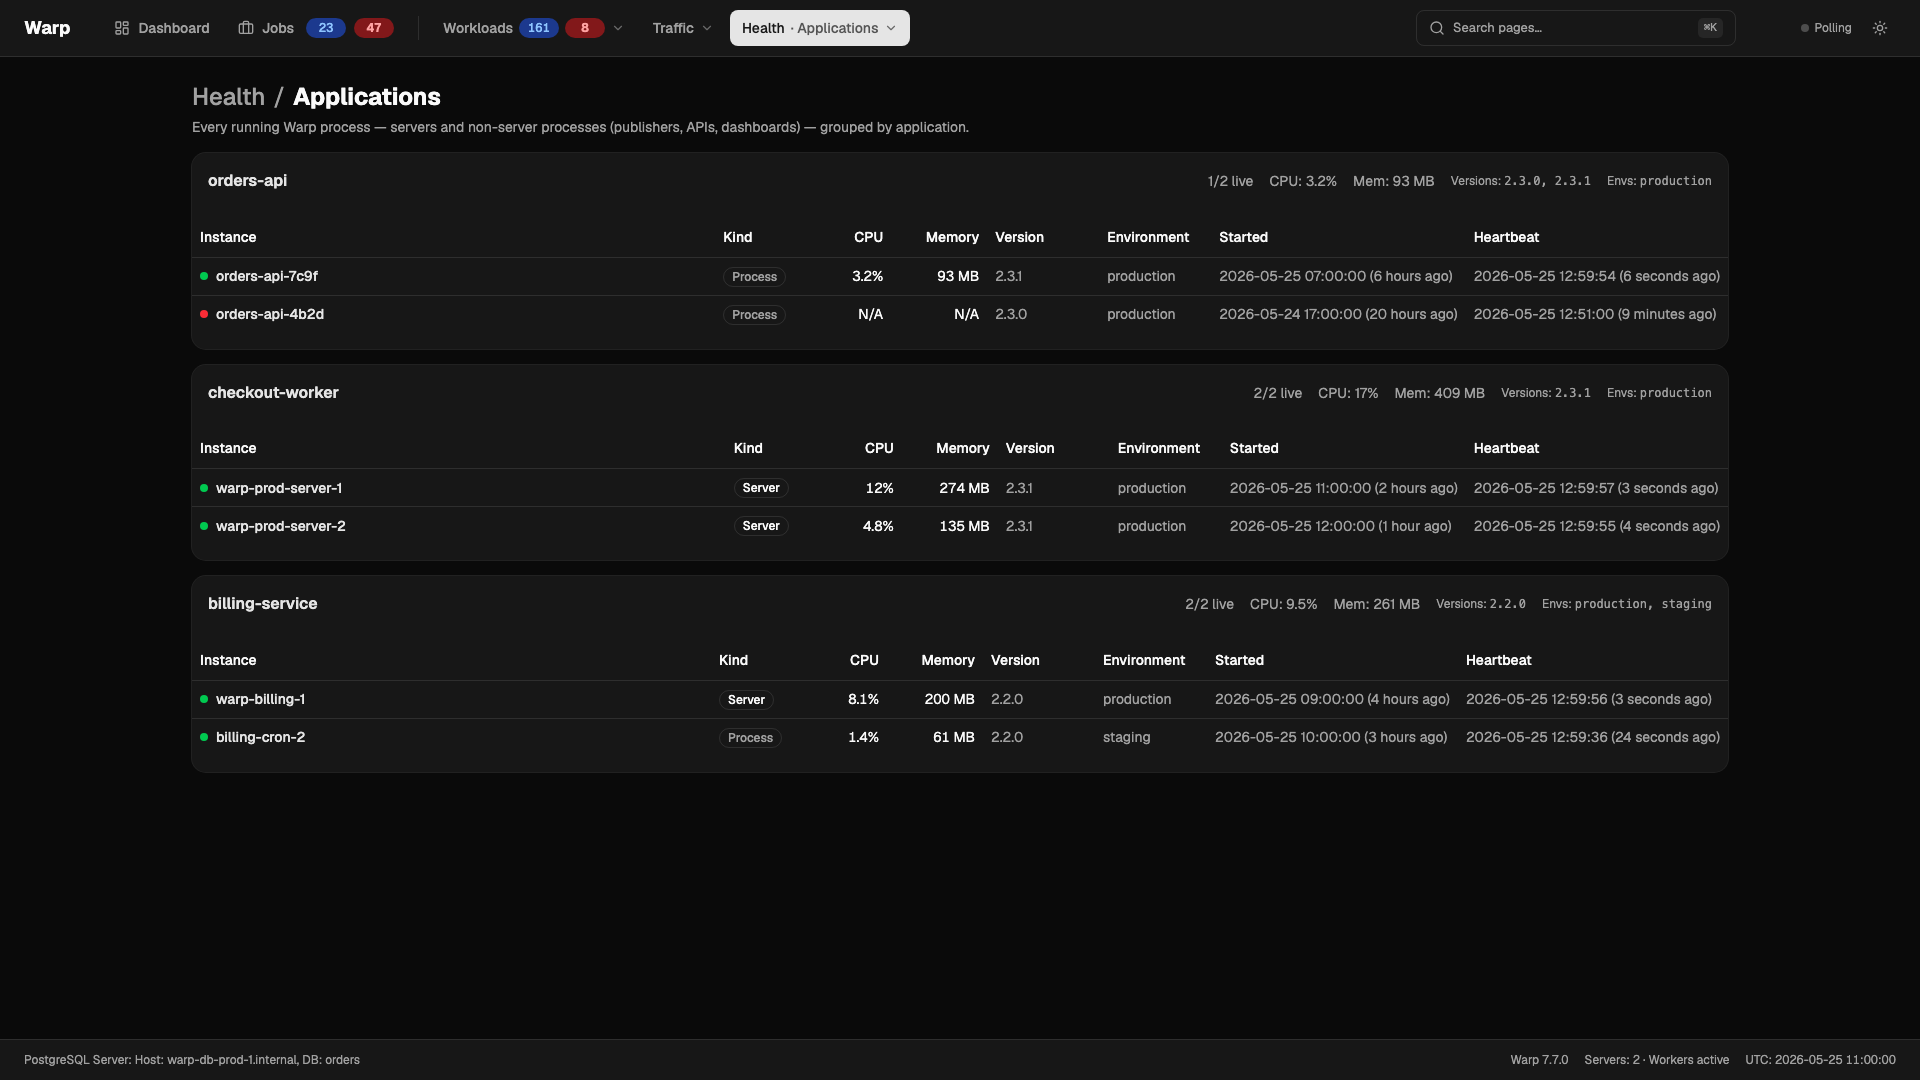 Warp Dashboard Jobs 23 47 Workloads 161 8 Traffic Health · Applications Search pages... ⌘K Polling
Health / Applications
Every running Warp process — servers and non-server processes (publishers, APIs, dashboards) — grouped by application.
orders-api 1/2 live CPU: 3.2% Mem: 93 MB Versions: 2.3.0, 2.3.1 Envs: production
Instance Kind CPU Memory Version Environment Started Heartbeat
orders-api-7c9f Process 3.2% 93 MB 2.3.1 production 2026-05-25 07:00:00 (6 hours ago) 2026-05-25 12:59:54 (6 seconds ago)
orders-api-4b2d Process N/A N/A 2.3.0 production 2026-05-24 17:00:00 (20 hours ago) 2026-05-25 12:51:00 (9 minutes ago)
checkout-worker 2/2 live CPU: 17% Mem: 409 MB Versions: 2.3.1 Envs: production
Instance Kind CPU Memory Version Environment Started Heartbeat
warp-prod-server-1 Server 12% 274 MB 2.3.1 production 2026-05-25 11:00:00 (2 hours ago) 2026-05-25 12:59:57 (3 seconds ago)
warp-prod-server-2 Server 4.8% 135 MB 2.3.1 production 2026-05-25 12:00:00 (1 hour ago) 2026-05-25 12:59:55 (4 seconds ago)
billing-service 2/2 live CPU: 9.5% Mem: 261 MB Versions: 2.2.0 Envs: production, staging
Instance Kind CPU Memory Version Environment Started Heartbeat
warp-billing-1 Server 8.1% 200 MB 2.2.0 production 2026-05-25 09:00:00 (4 hours ago) 2026-05-25 12:59:56 (3 seconds ago)
billing-cron-2 Process 1.4% 61 MB 2.2.0 staging 2026-05-25 10:00:00 (3 hours ago) 2026-05-25 12:59:36 (24 seconds ago)
PostgreSQL Server: Host: warp-db-prod-1.internal, DB: orders Warp 7.7.0 Servers: 2 · Workers active UTC: 2026-05-25 11:00:00